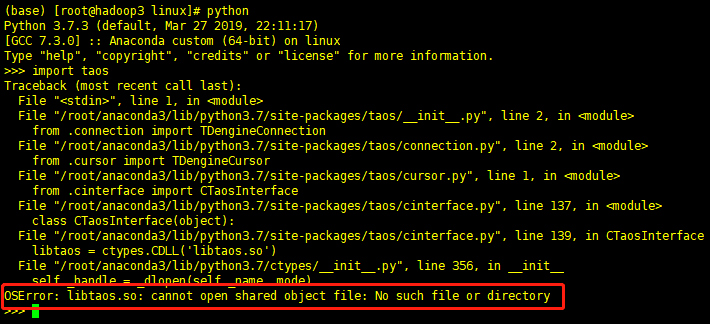 (base) [root@hadoop3 linux]# python
Python 3.7.3 (default, Mar 27 2019, 22:11:17)
[GCC 7.3.0] :: Anaconda custom (64-bit) on linux
Type "help", "copyright", "credits" or "license" for more information.
>>> import taos
Traceback (most recent call last):
  File "<stdin>", line 1, in <module>
  File "/root/anaconda3/lib/python3.7/site-packages/taos/__init__.py", line 2, in <module>
    from .connection import TDengineConnection
  File "/root/anaconda3/lib/python3.7/site-packages/taos/connection.py", line 2, in <module>
    from .cursor import TDengineCursor
  File "/root/anaconda3/lib/python3.7/site-packages/taos/cursor.py", line 1, in <module>
    from .cinterface import CTaosInterface
  File "/root/anaconda3/lib/python3.7/site-packages/taos/cinterface.py", line 137, in <module>
    class CTaosInterface(object):
  File "/root/anaconda3/lib/python3.7/site-packages/taos/cinterface.py", line 139, in CTaosInterface
    libtaos = ctypes.CDLL('libtaos.so')
  File "/root/anaconda3/lib/python3.7/ctypes/__init__.py", line 356, in __init__
    self._handle = _dlopen(self._name, mode)
OSError: libtaos.so: cannot open shared object file: No such file or directory
>>>